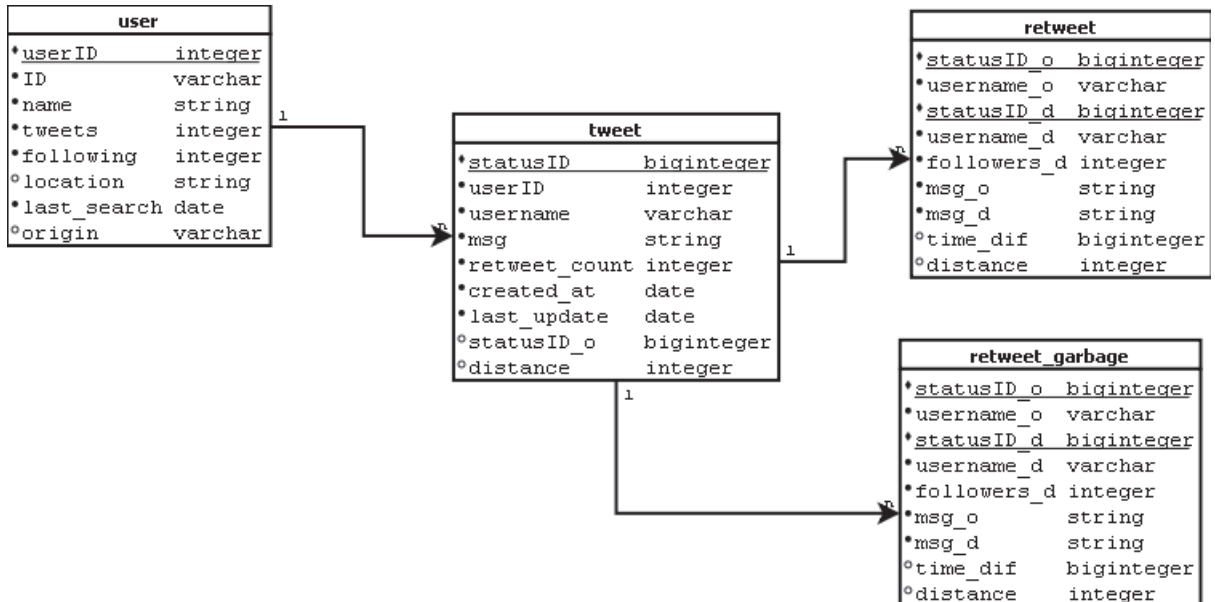 user
userID integer
ID varchar
name string
tweets integer
following integer
location string
last_search date
origin varchar
1
n
tweet
statusID biginteger
userID integer
username varchar
msg string
retweet_count integer
created_at date
last_update date
statusID_o biginteger
distance integer
1
n
retweet
statusID_o biginteger
username_o varchar
statusID_d biginteger
username_d varchar
followers_d integer
msg_o string
msg_d string
time_dif biginteger
distance integer
1
n
retweet_garbage
statusID_o biginteger
username_o varchar
statusID_d biginteger
username_d varchar
followers_d integer
msg_o string
msg_d string
time_dif biginteger
distance integer